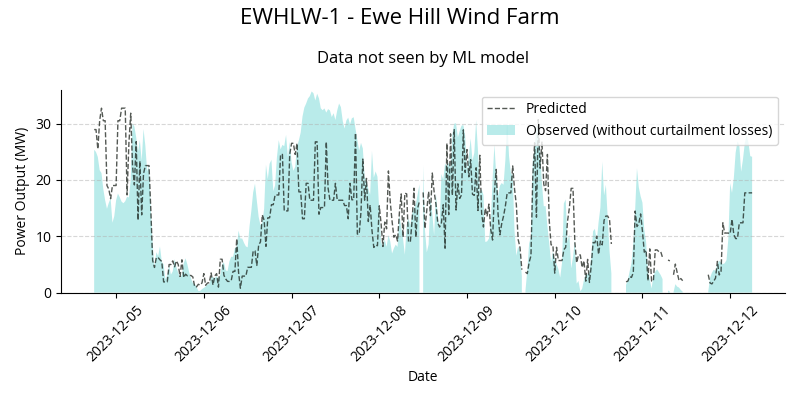 EWHLW-1 - Ewe Hill Wind Farm
Data not seen by ML model
Predicted
Observed (without curtailment losses)
Power Output (MW)
30
20
10
0
2023-12-05
2023-12-06
2023-12-07
2023-12-08
2023-12-09
2023-12-10
2023-12-11
2023-12-12
Date